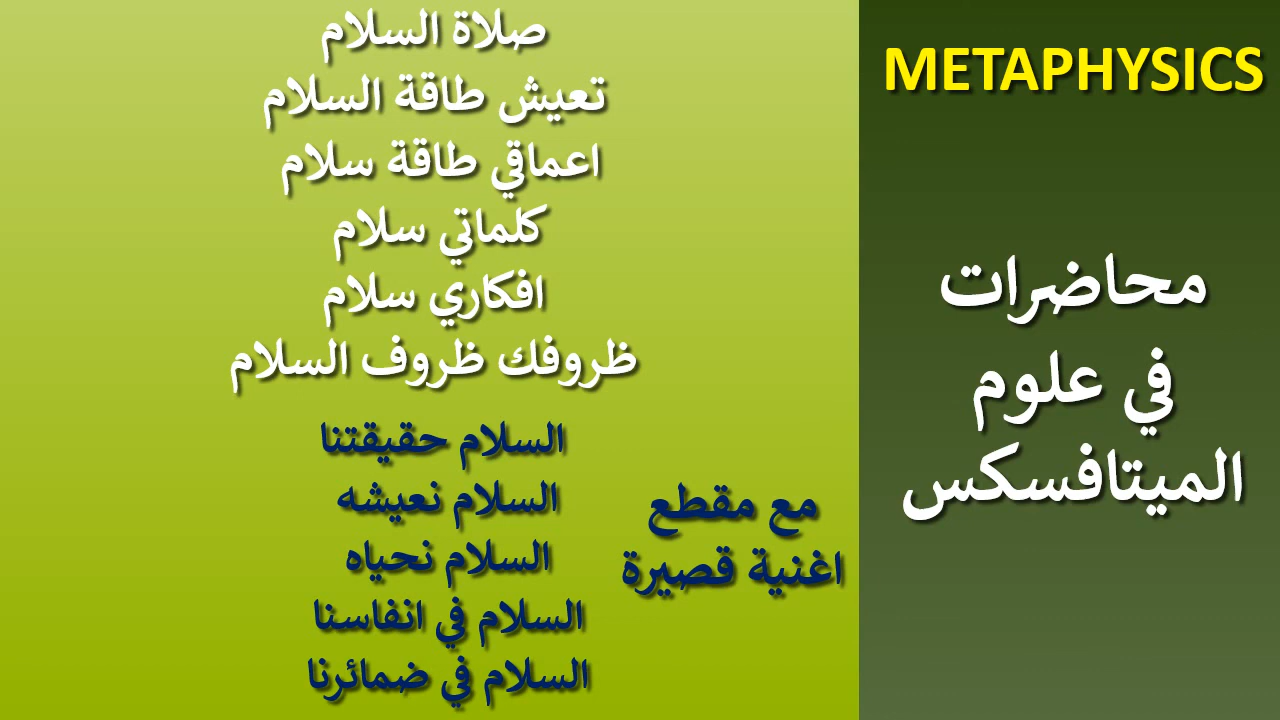 METAPHYSICS
محاضرات
في علوم
الميتافسكس
صلاة السلام
تعيش طاقة السلام
اعماقي طاقة سلام
كلماتي سلام
افكاري سلام
ظروفك ظروف السلام
السلام حقيقتنا
السلام نعيشه
السلام نحياه
السلام في انفاسنا
السلام في ضمائرنا
مع مقطع
اغنية قصيرة